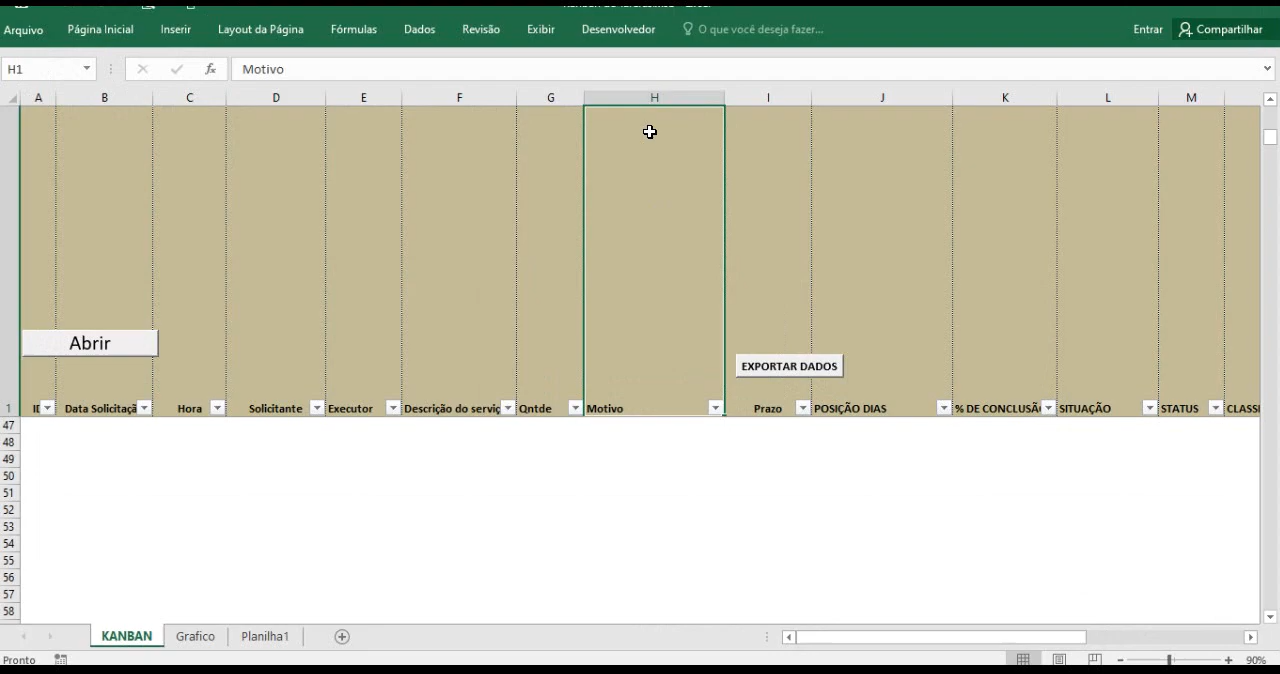 Arquivo Página Inicial Inserir Layout da Página Fórmulas Dados Revisão Exibir Desenvolvedor O que você deseja fazer... Entrar Compartilhar
H1 fx Motivo
A B C D E F G H I J K L M
Abrir
EXPORTAR DADOS
1 Data Solicitaçã Hora Solicitante Executor Descrição do serviç Qntde Motivo Prazo POSIÇÃO DIAS % DE CONCLUSÃ SITUAÇÃO STATUS CLASS
47
48
49
50
51
52
53
54
55
56
57
58
KANBAN Grafico Planilha1
Pronto 90%